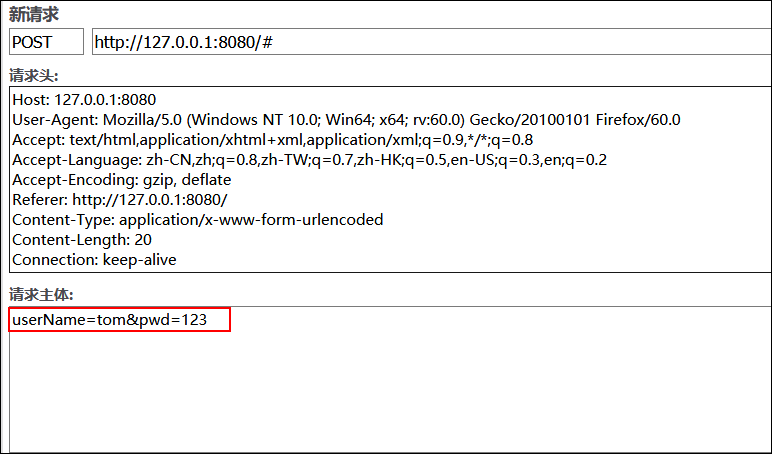 新请求
POST http://127.0.0.1:8080/#
请求头:
Host: 127.0.0.1:8080
User-Agent: Mozilla/5.0 (Windows NT 10.0; Win64; x64; rv:60.0) Gecko/20100101 Firefox/60.0
Accept: text/html,application/xhtml+xml,application/xml;q=0.9,*/*;q=0.8
Accept-Language: zh-CN,zh;q=0.8,zh-TW;q=0.7,zh-HK;q=0.5,en-US;q=0.3,en;q=0.2
Accept-Encoding: gzip, deflate
Referer: http://127.0.0.1:8080/
Content-Type: application/x-www-form-urlencoded
Content-Length: 20
Connection: keep-alive
请求主体:
userName=tom&pwd=123